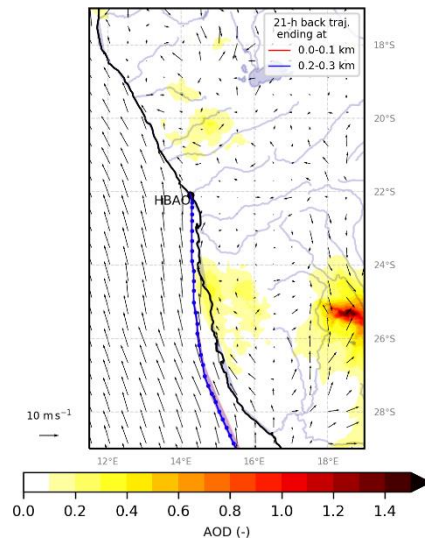 21-h back traj.
ending at
0.0-0.1 km
0.2-0.3 km
18°S
20°S
HBAO
22°S
24°S
26°S
28°S
10 m s⁻¹
12°E
14°E
16°E
18°E
0.0 0.2 0.4 0.6 0.8 1.0 1.2 1.4
AOD (-)